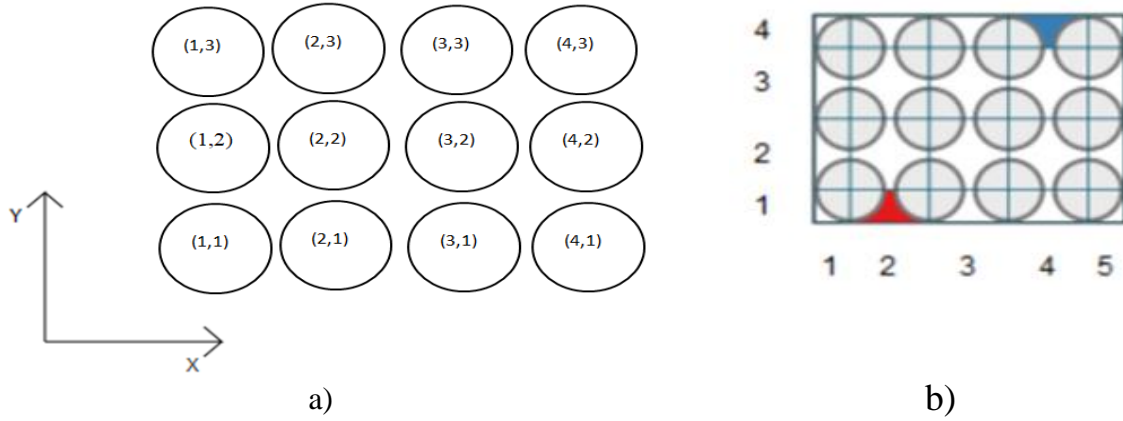 (1,3) (2,3) (3,3) (4,3)
(1,2) (2,2) (3,2) (4,2)
(1,1) (2,1) (3,1) (4,1)
Y
X
a)
4
3
2
1
1 2 3 4 5
b)